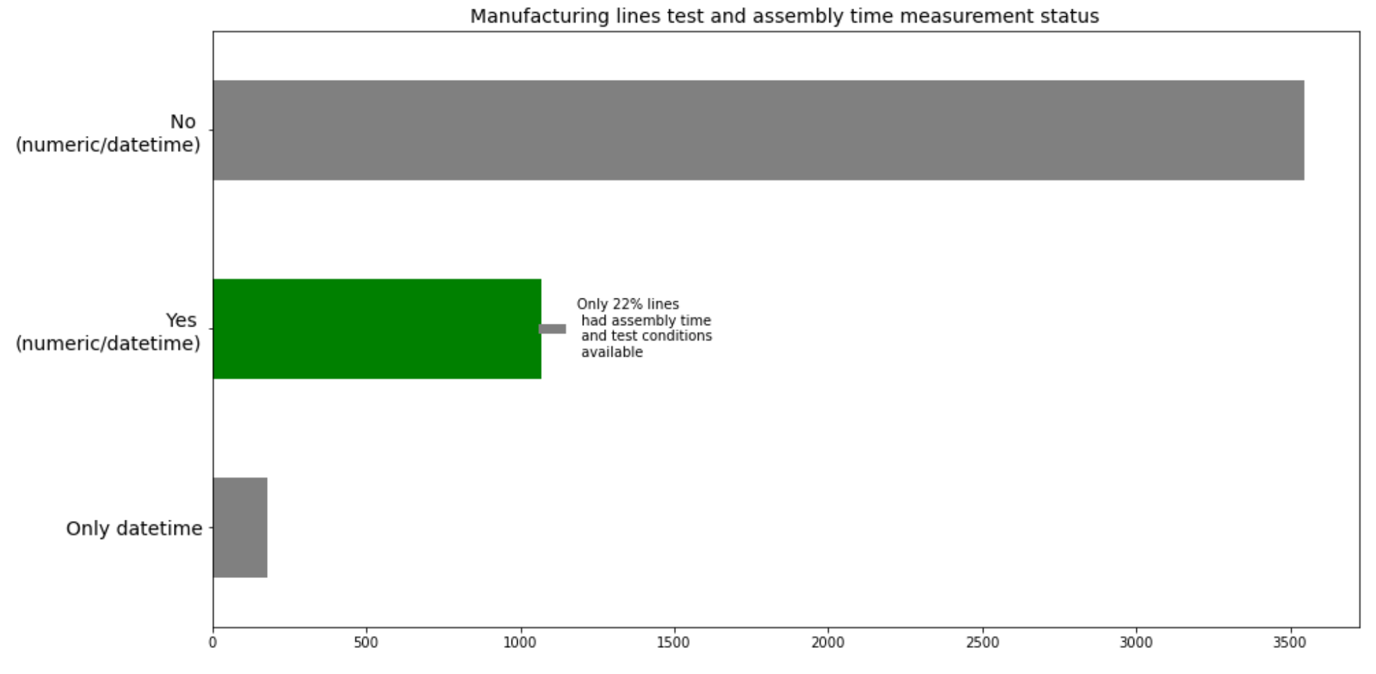 Manufacturing lines test and assembly time measurement status
No
(numeric/datetime)
Yes
(numeric/datetime)
Only 22% lines
had assembly time
and test conditions
available
Only datetime
0 500 1000 1500 2000 2500 3000 3500